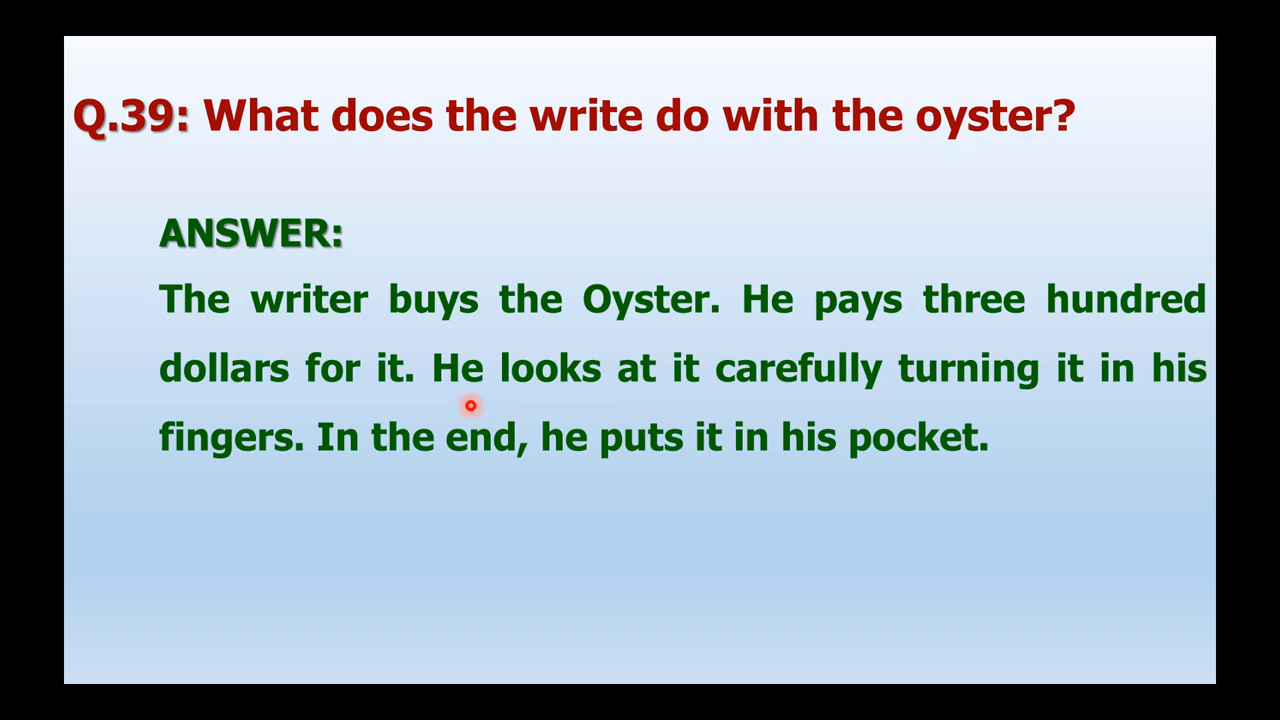 Q.39: What does the write do with the oyster?
ANSWER:
The writer buys the Oyster. He pays three hundred
dollars for it. He looks at it carefully turning it in his
fingers. In the end, he puts it in his pocket.